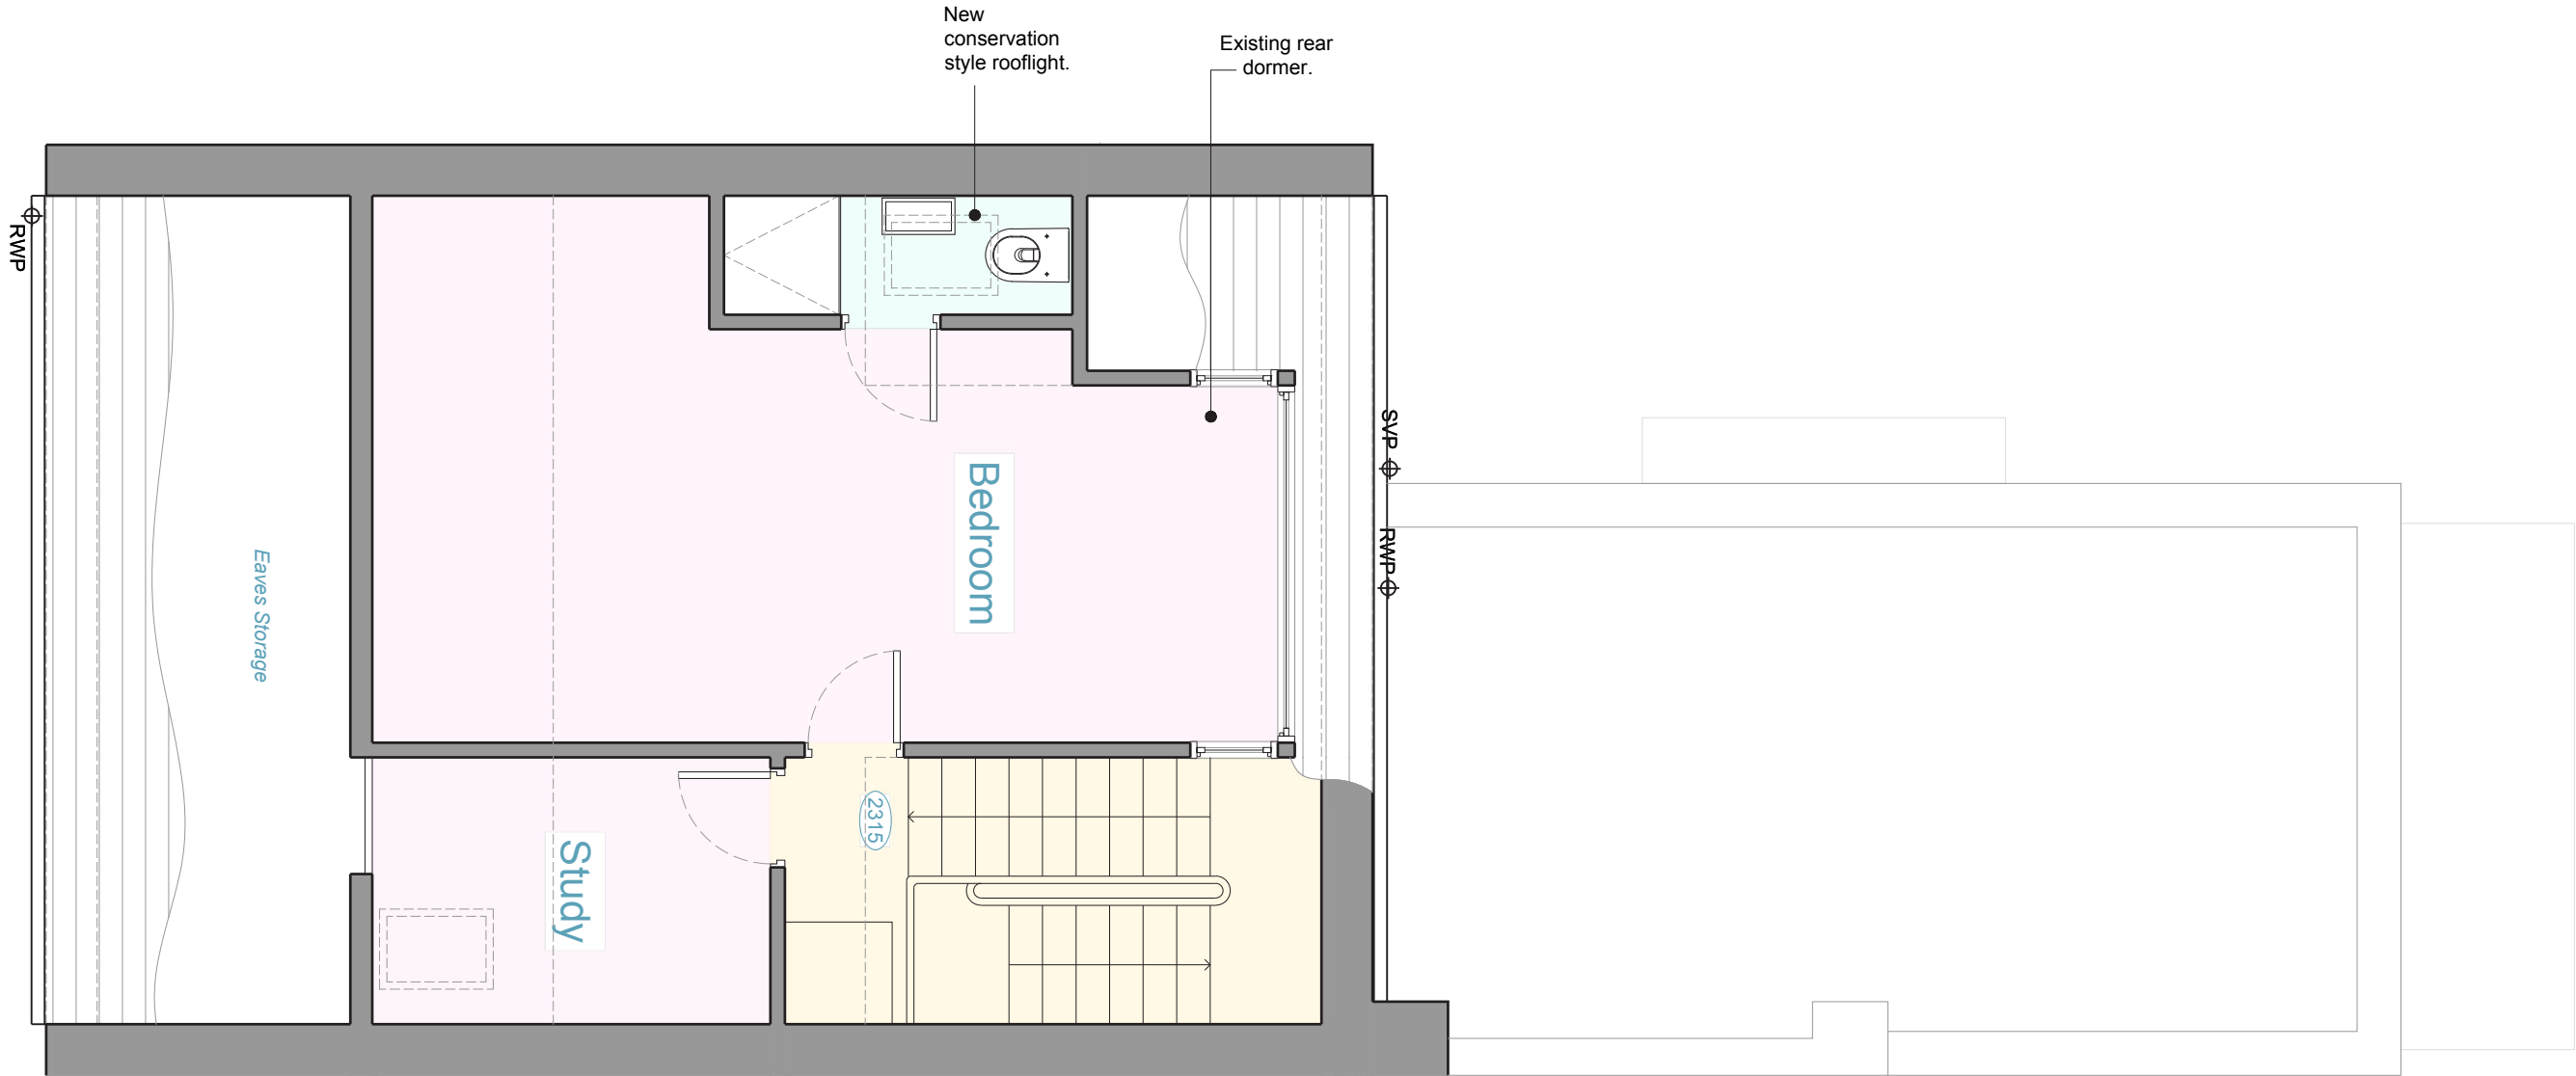 New
conservation
style rooflight.
Existing rear
dormer.
RWP
SVP
Bedroom
RWP
Eaves Storage
2315
Study